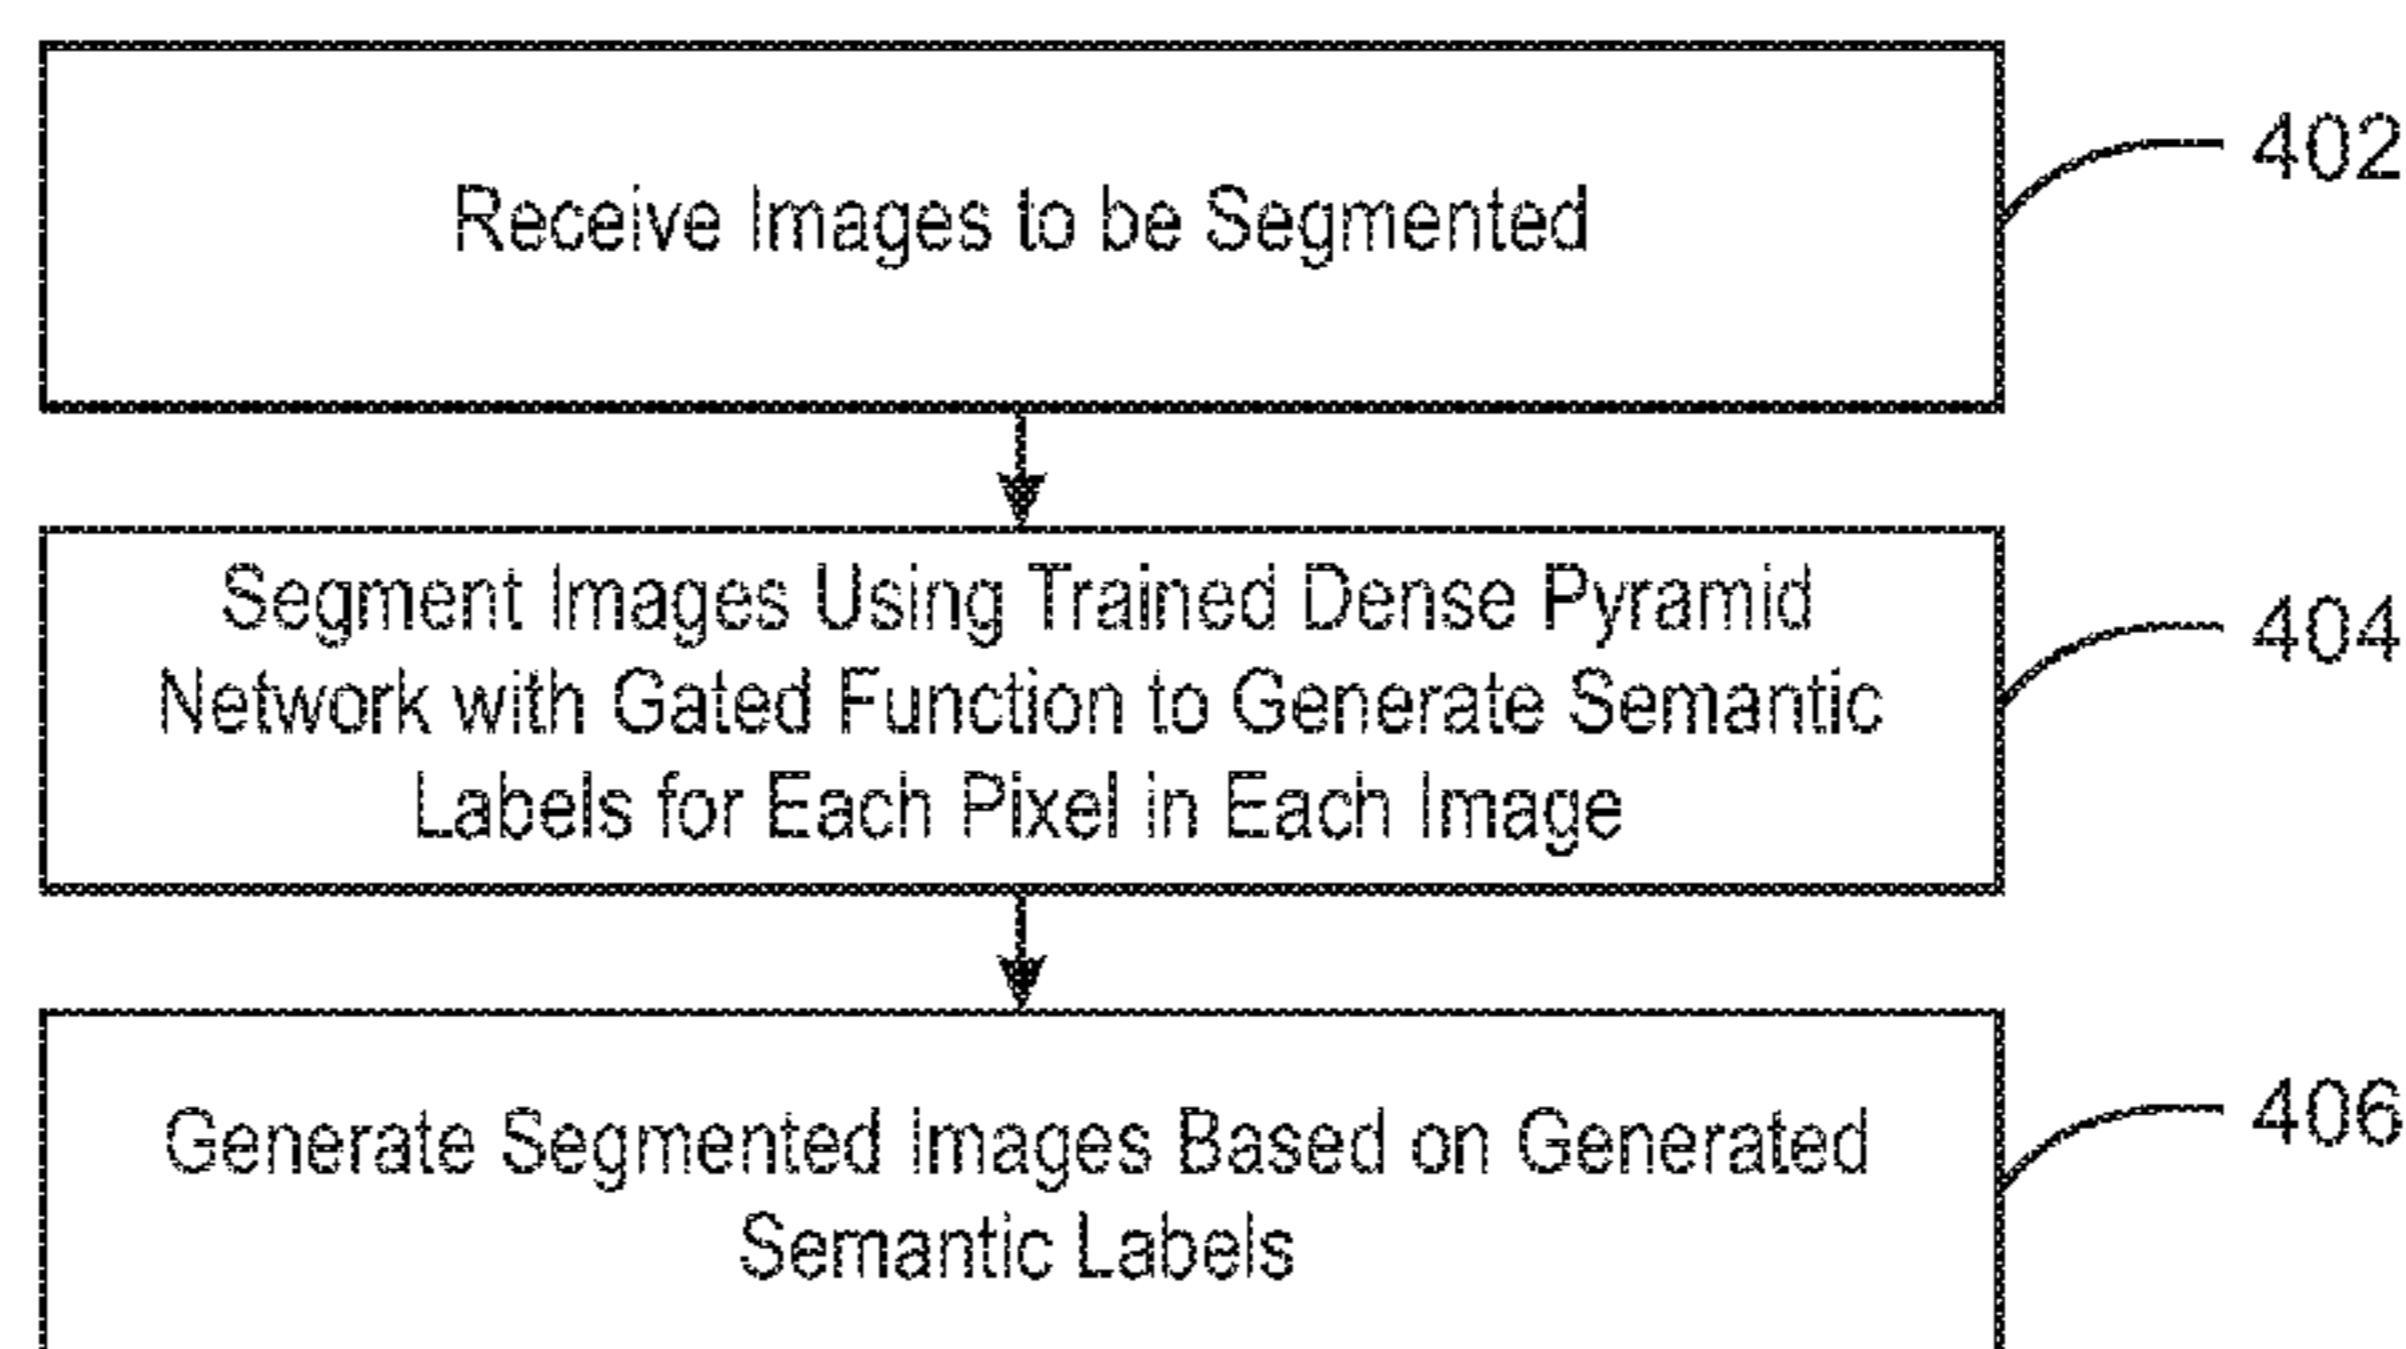 Receive Images to be Segmented
402
Segment Images Using Trained Dense Pyramid
Network with Gated Function to Generate Semantic
Labels for Each Pixel in Each Image
404
Generate Segmented Images Based on Generated
Semantic Labels
406